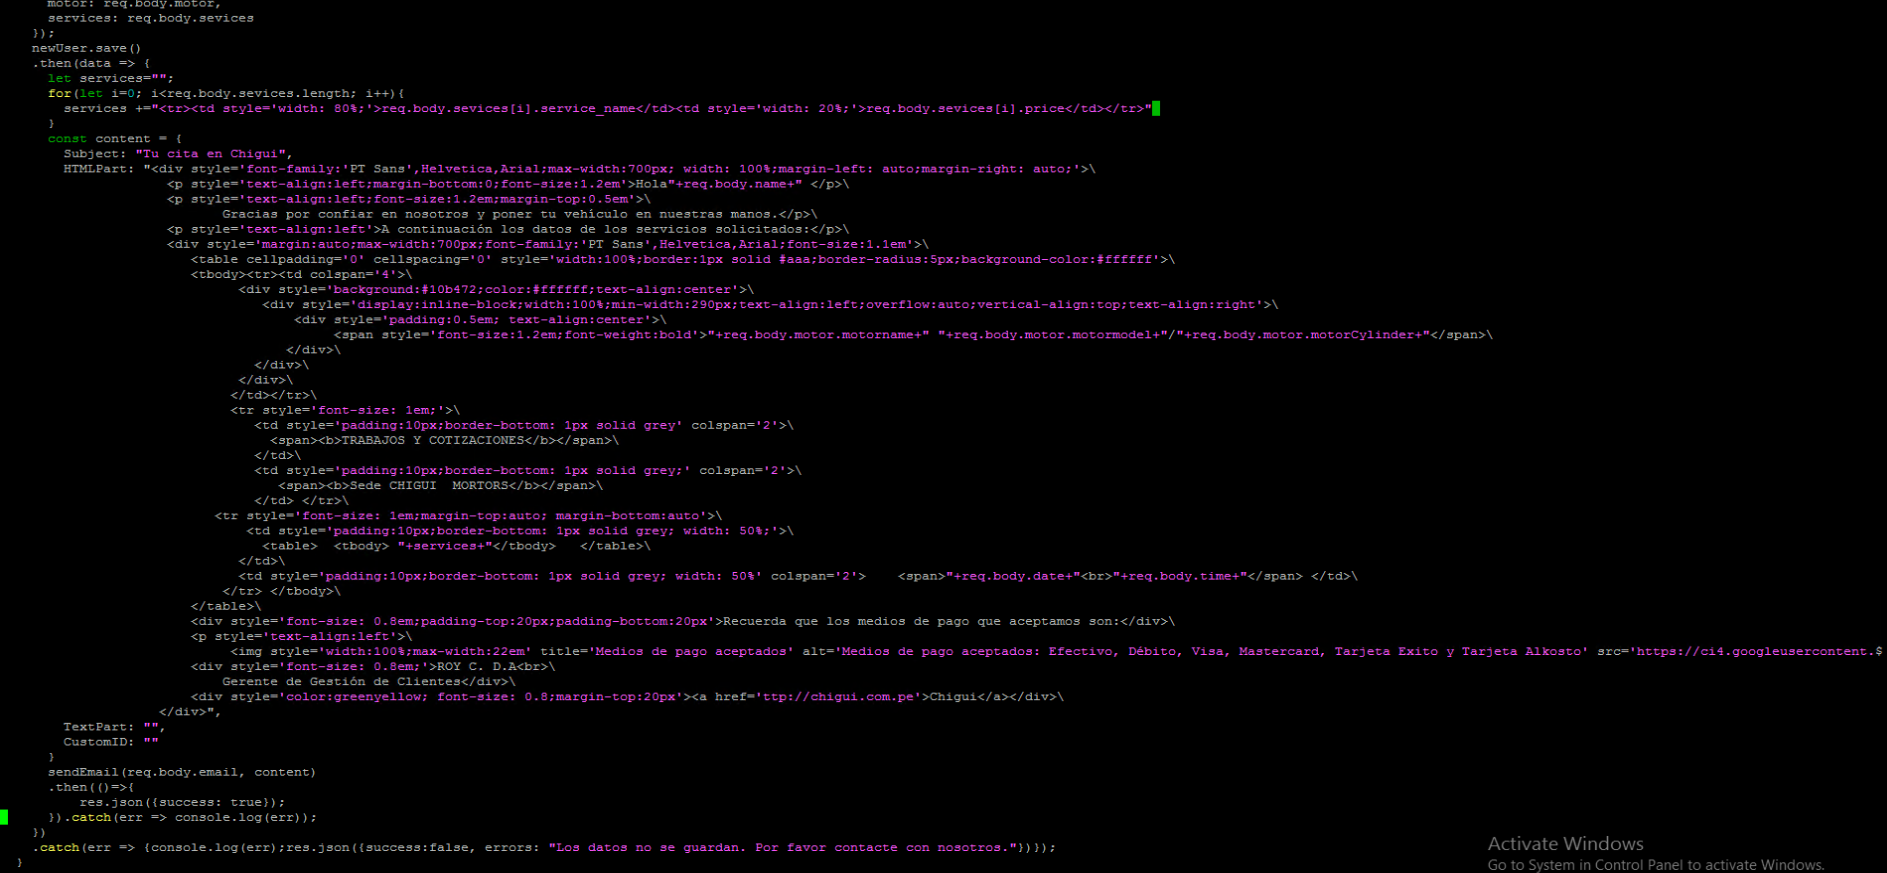 motor: req.body.motor,
services: req.body.sevices
});
newUser.save()
.then(data => {
let services="";
for(let i=0; i<req.body.sevices.length; i++){
services +="<tr><td style='width: 80%;'>req.body.sevices[i].service_name</td><td style='width: 20%;'>req.body.sevices[i].price</td></tr>"
}
const content = {
Subject: "Tu cita en Chigui",
HTMLPart: "<div style='font-family:'PT Sans',Helvetica,Arial;max-width:700px; width: 100%;margin-left: auto;margin-right: auto;'>\
<p style='text-align:left;margin-bottom:0;font-size:1.2em'>Hola"+req.body.name+" </p>\
<p style='text-align:left;font-size:1.2em;margin-top:0.5em'>\
Gracias por confiar en nosotros y poner tu vehículo en nuestras manos.</p>\
<p style='text-align:left'>A continuación los datos de los servicios solicitados:</p>\
<div style='margin:auto;max-width:700px;font-family:'PT Sans',Helvetica,Arial;font-size:1.1em'>\
<table cellpadding='0' cellspacing='0' style='width:100%;border:1px solid #aaa;border-radius:5px;background-color:#ffffff'>\
<tbody><tr><td colspan='4'>\
<div style='background:#10b472;color:#ffffff;text-align:center'>\
<div style='display:inline-block;width:100%;min-width:290px;text-align:left;overflow:auto;vertical-align:top;text-align:right'>\
<div style='padding:0.5em; text-align:center'>\
<span style='font-size:1.2em;font-weight:bold'>"+req.body.motor.motorname+" "+req.body.motor.motormodel+"/"+req.body.motor.motorCylinder+"</span>\
</div>\
</div>\
</div>\
</td></tr>\
<tr style='font-size: 1em;'>\
<td style='padding:10px;border-bottom: 1px solid grey' colspan='2'>\
<span><b>TRABAJOS Y COTIZACIONES</b></span>\
</td>\
<td style='padding:10px;border-bottom: 1px solid grey;' colspan='2'>\
<span><b>Sede CHIGUI  MORTORS</b></span>\
</td> </tr>\
<tr style='font-size: 1em;margin-top:auto; margin-bottom:auto'>\
<td style='padding:10px;border-bottom: 1px solid grey; width: 50%;'>\
<table>  <tbody> "+services+"</tbody>   </table>\
</td>\
<td style='padding:10px;border-bottom: 1px solid grey; width: 50%' colspan='2'>    <span>"+req.body.date+"<br>"+req.body.time+"</span> </td>\
</tr> </tbody>\
</table>\
<div style='font-size: 0.8em;padding-top:20px;padding-bottom:20px'>Recuerda que los medios de pago que aceptamos son:</div>\
<p style='text-align:left'>\
<img style='width:100%;max-width:22em' title='Medios de pago aceptados' alt='Medios de pago aceptados: Efectivo, Débito, Visa, Mastercard, Tarjeta Exito y Tarjeta Alkosto' src='https://ci4.googleusercontent.$
<div style='font-size: 0.8em;'>ROY C. D.A<br>\
Gerente de Gestión de Clientes</div>\
<div style='color:greenyellow; font-size: 0.8;margin-top:20px'><a href='ttp://chigui.com.pe'>Chigui</a></div>\
</div>",
TextPart: "",
CustomID: ""
}
sendEmail(req.body.email, content)
.then(()=>{
res.json({success: true});
}).catch(err => console.log(err));
})
.catch(err => {console.log(err);res.json({success:false, errors: "Los datos no se guardan. Por favor contacte con nosotros."})});
}
Activate Windows
Go to System in Control Panel to activate Windows.